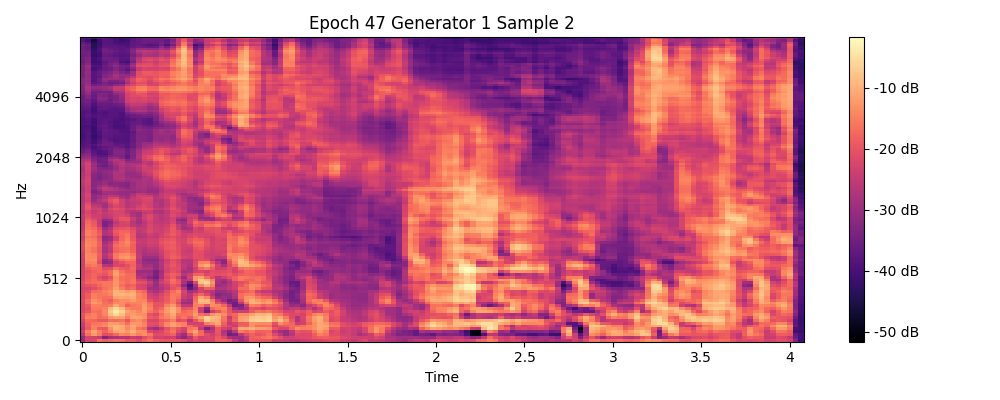 Epoch 47 Generator 1 Sample 2
Hz
4096
2048
1024
512
0
0 0.5 1 1.5 2 2.5 3 3.5 4
Time
-10 dB
-20 dB
-30 dB
-40 dB
-50 dB